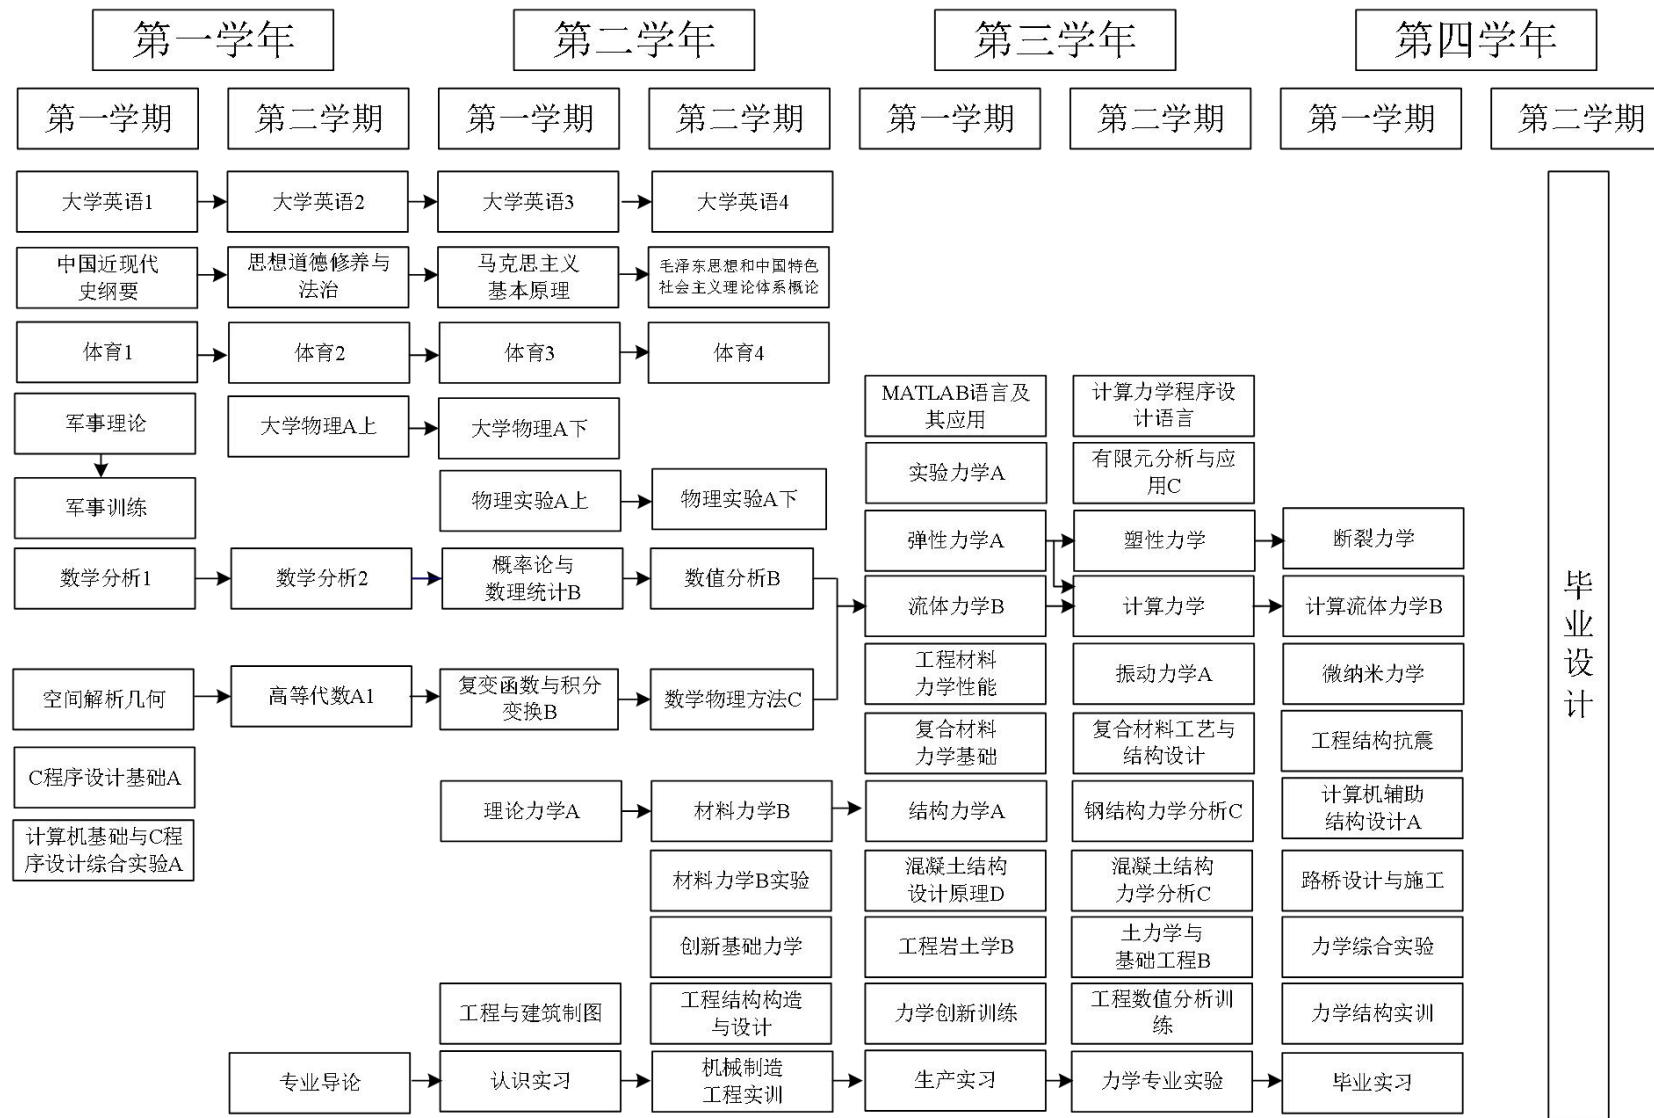 第一学年
第二学年
第三学年
第四学年
第一学期
第二学期
第一学期
第二学期
第一学期
第二学期
第一学期
第二学期
大学英语1
大学英语2
大学英语3
大学英语4
中国近现代
史纲要
思想道德修养与
法治
马克思主义
基本原理
毛泽东思想和中国特色
社会主义理论体系概论
体育1
体育2
体育3
体育4
MATLAB语言及
其应用
计算力学程序设
计语言
军事理论
大学物理A上
大学物理A下
实验力学A
有限元分析与应
用C
军事训练
物理实验A上
物理实验A下
弹性力学A
塑性力学
断裂力学
数学分析1
数学分析2
概率论与
数理统计B
数值分析B
流体力学B
计算力学
计算流体力学B
毕业设计
空间解析几何
高等代数A1
复变函数与积分
变换B
数学物理方法C
工程材料
力学性能
振动力学A
微纳米力学
复合材料
力学基础
复合材料工艺与
结构设计
工程结构抗震
C程序设计基础A
理论力学A
材料力学B
结构力学A
钢结构力学分析C
计算机辅助
结构设计A
计算机基础与C程
序设计综合实验A
材料力学B实验
混凝土结构
设计原理D
混凝土结构
力学分析C
路桥设计与施工
创新基础力学
工程岩土学B
土力学与
基础工程B
力学综合实验
工程与建筑制图
工程结构构造
与设计
力学创新训练
工程数值分析训
练
力学结构实训
专业导论
认识实习
机械制造
工程实训
生产实习
力学专业实验
毕业实习